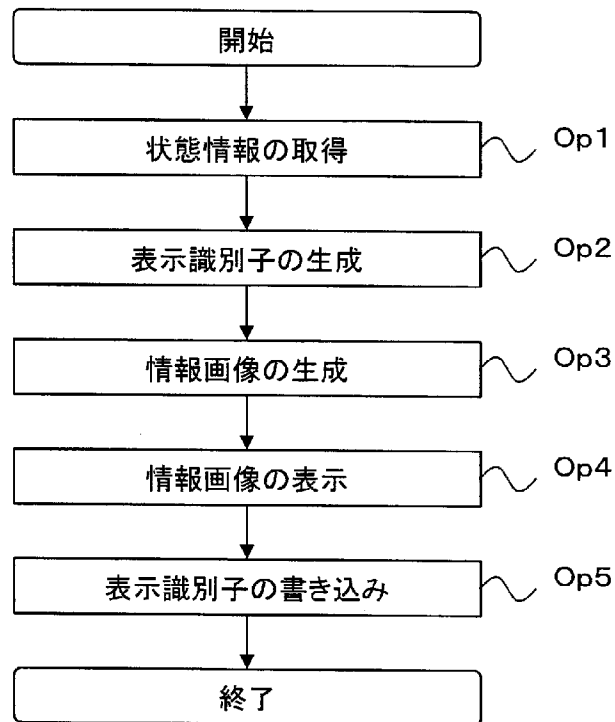 開始
状態情報の取得
Op1
表示識別子の生成
Op2
情報画像の生成
Op3
情報画像の表示
Op4
表示識別子の書き込み
Op5
終了